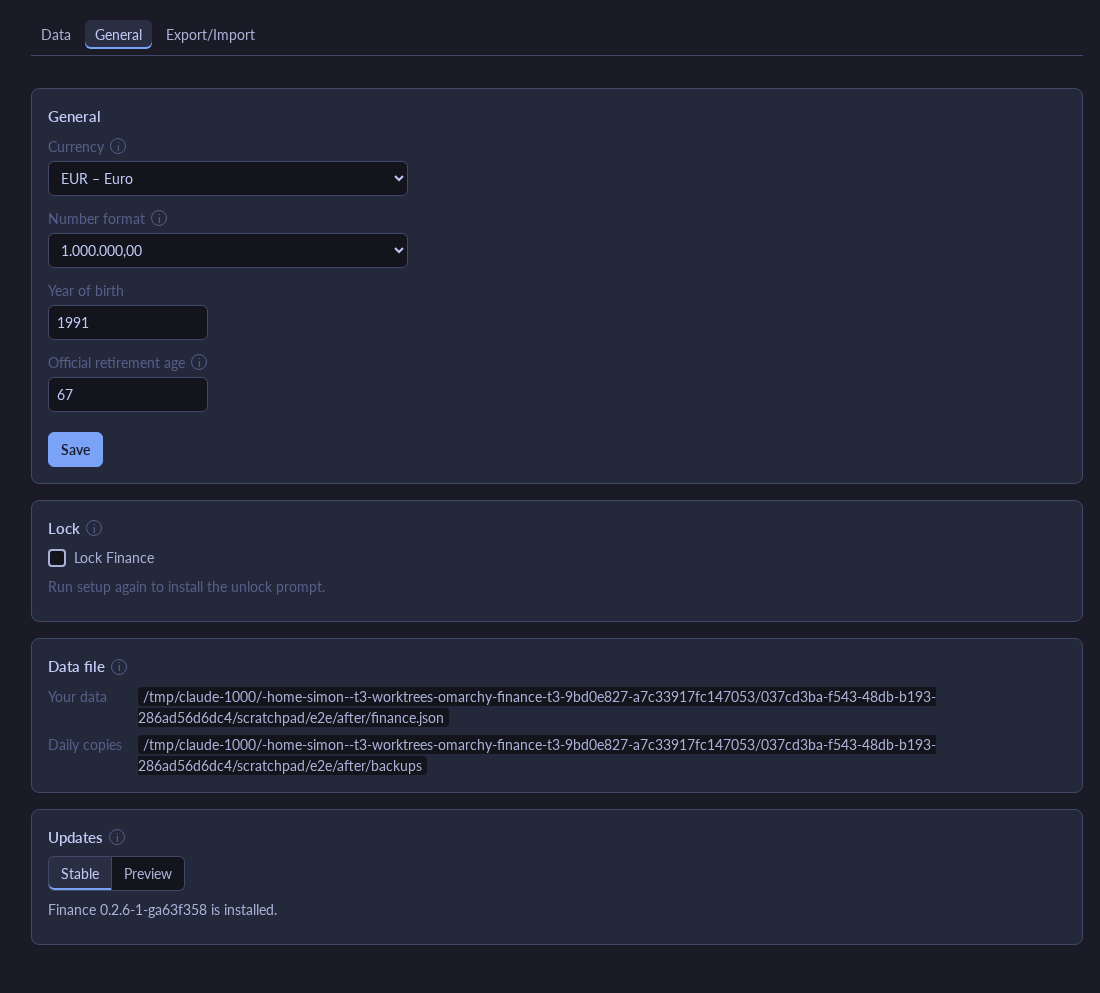 Data General Export/Import
General
Currency
EUR – Euro
Number format
1.000.000,00
Year of birth
1991
Official retirement age
67
Save
Lock
Lock Finance
Run setup again to install the unlock prompt.
Data file
Your data /tmp/claude-1000/-home-simon--t3-worktrees-omarchy-finance-t3-9bd0e827-a7c33917fc147053/037cd3ba-f543-48db-b193-
286ad56d6dc4/scratchpad/e2e/after/finance.json
Daily copies /tmp/claude-1000/-home-simon--t3-worktrees-omarchy-finance-t3-9bd0e827-a7c33917fc147053/037cd3ba-f543-48db-b193-
286ad56d6dc4/scratchpad/e2e/after/backups
Updates
Stable Preview
Finance 0.2.6-1-ga63f358 is installed.